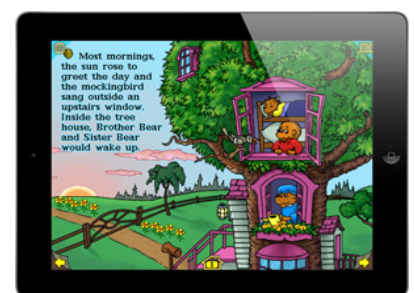 Most mornings,
the sun rose to
greet the day and
the mockingbird
sang outside an
upstairs window.
Inside the tree
house, Brother Bear
and Sister Bear
would wake up.